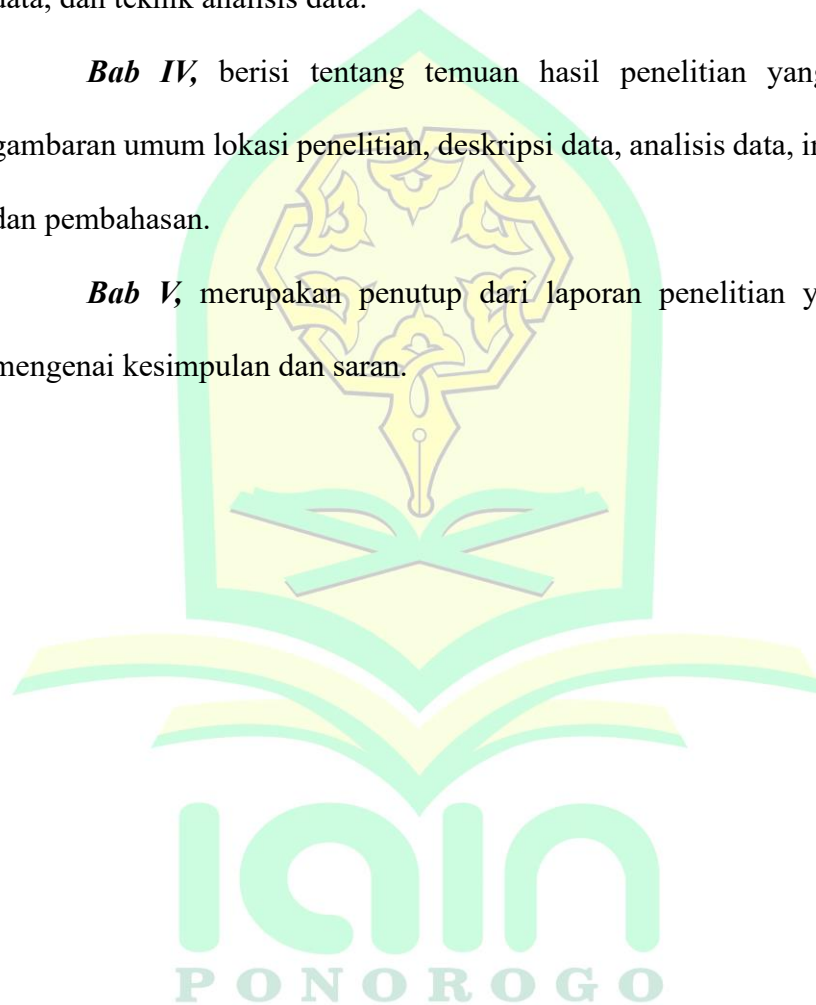 data, dan teknik analisis data.
Bab IV, berisi tentang temuan hasil penelitian yang
gambaran umum lokasi penelitian, deskripsi data, analisis data,
dan pembahasan.
Bab V, merupakan penutup dari laporan penelitian
mengenai kesimpulan dan saran.
iain
PONOROGO